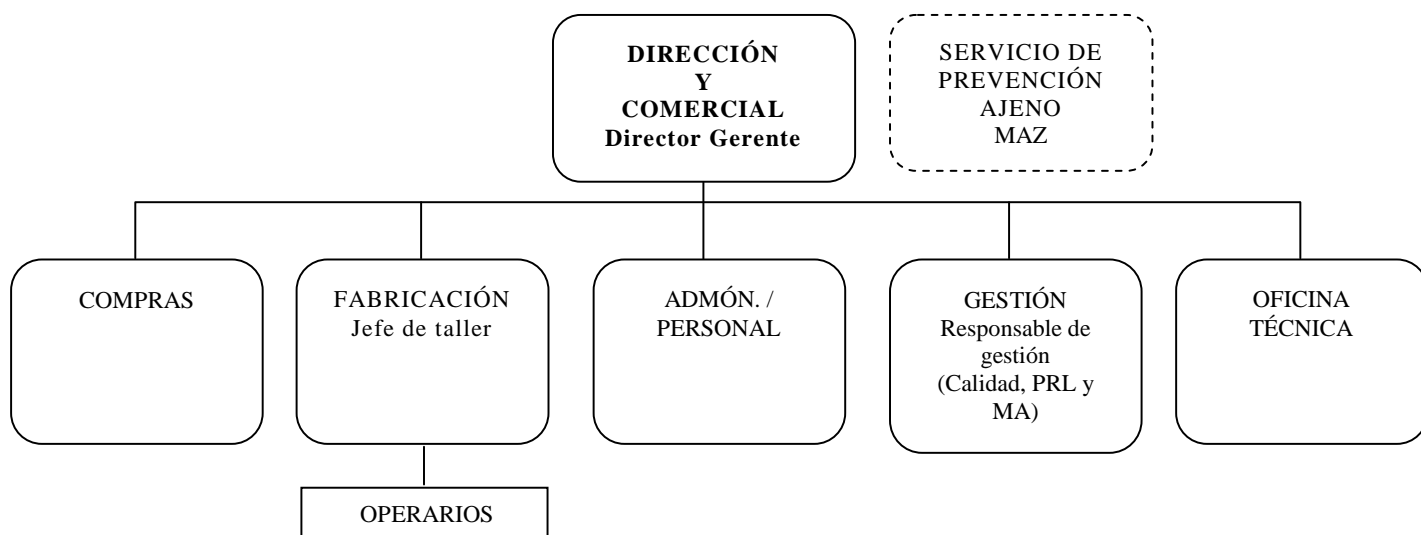 DIRECCIÓN
Y
COMERCIAL
Director Gerente
SERVICIO DE
PREVENCIÓN
AJENO
MAZ
COMPRAS
FABRICACIÓN
Jefe de taller
ADMÓN. /
PERSONAL
GESTIÓN
Responsable de
gestión
(Calidad, PRL y
MA)
OFICINA
TÉCNICA
OPERARIOS